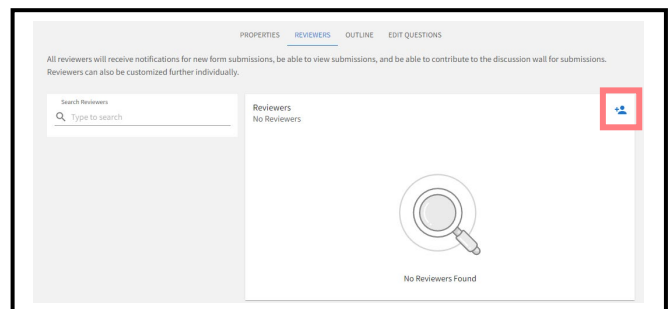 PROPERTIES REVIEWERS OUTLINE EDIT QUESTIONS
All reviewers will receive notifications for new form submissions, be able to view submissions, and be able to contribute to the discussion wall for submissions.
Reviewers can also be customized further individually.
Search Reviewers
Type to search
Reviewers
No Reviewers
No Reviewers Found